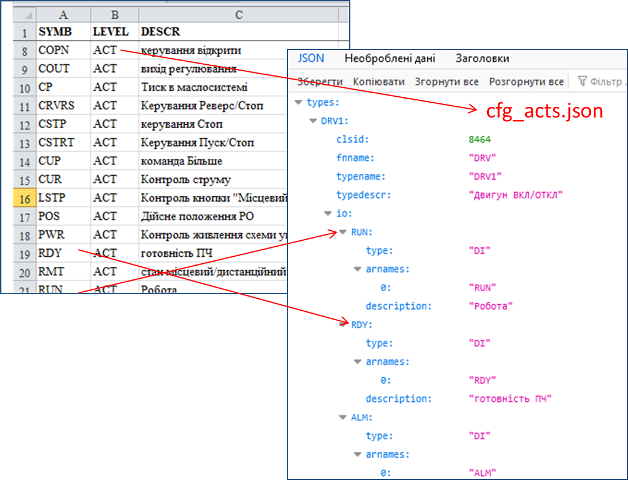 A B C
1 SYMB LEVEL DESCR
8 COPN ACT керування відкрити
9 COUT ACT вихід регулювання
10 CP ACT Тиск в маслосистемі
11 CRVRS ACT Керування Реверс/Стоп
12 CSTP ACT керування Стоп
13 CSTRT ACT Керування Пуск/Стоп
14 CUP ACT команда Більше
15 CUR ACT Контроль струму
16 LSTP ACT Контроль кнопки "Місцевий
17 POS ACT Дійсне положення РО
18 PWR ACT Контроль живлення схеми
19 RDY ACT готовність ПЧ
20 RMT ACT стан місцевий/дистанційний
21 RUN ACT Робота
JSON Необроблені дані Заголовки
Зберегти Копіювати Згорнути все Розгорнути все Фільтр
cfg_acts.json
types:
DRV1:
clsid: 8464
fnname: "DRV"
typename: "DRV1"
typedescr: "Двигун ВКЛ/ОТКЛ"
io:
RUN:
type: "DI"
arnames:
0: "RUN"
description: "Робота"
RDY:
type: "DI"
arnames:
0: "RDY"
description: "готовність ПЧ"
ALM:
type: "DI"
arnames:
0: "ALM"